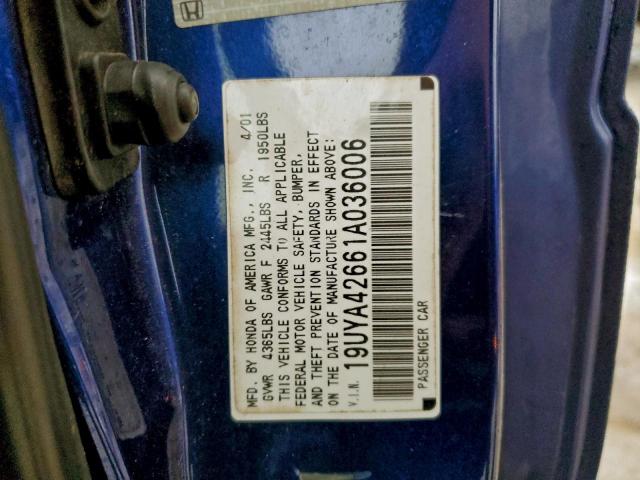 MFD. BY HONDA OF AMERICA MFG., INC. 4/01
GVWR 4365LBS GAWR F 2445LBS R 1950LBS
THIS VEHICLE CONFORMS TO ALL APPLICABLE
FEDERAL MOTOR VEHICLE SAFETY, BUMPER,
AND THEFT PREVENTION STANDARDS IN EFFECT
ON THE DATE OF MANUFACTURE SHOWN ABOVE:
V.I.N. 19UYA42661A036006
PASSENGER CAR